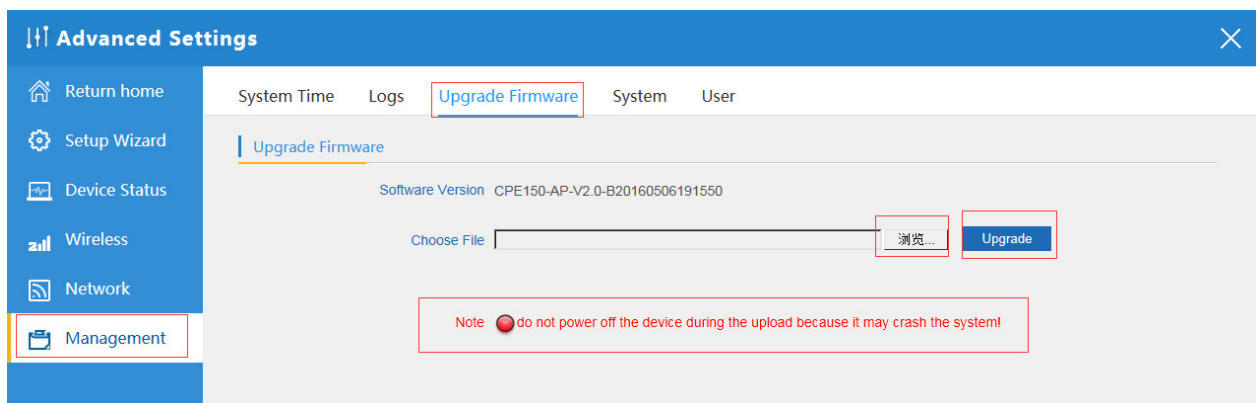 Advanced Settings
Return home
Setup Wizard
Device Status
Wireless
Network
Management
System Time Logs Upgrade Firmware System User
Upgrade Firmware
Software Version CPE150-AP-V2.0-B20160506191550
Choose File 浏览... Upgrade
Note do not power off the device during the upload because it may crash the system!